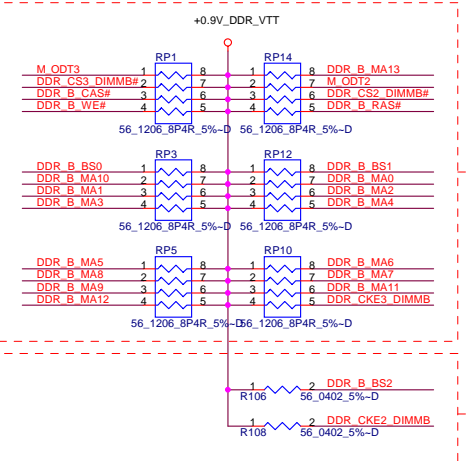 +0.9V_DDR_VTT
RP1 RP14
M_ODT3 1 8 1 8 DDR_B_MA13
DDR_CS3_DIMMB# 2 7 2 7 M_ODT2
DDR_B_CAS# 3 6 3 6 DDR_CS2_DIMMB#
DDR_B_WE# 4 5 4 5 DDR_B_RAS#
56_1206_8P4R_5%~D 56_1206_8P4R_5%~D
RP3 RP12
DDR_B_BS0 1 8 1 8 DDR_B_BS1
DDR_B_MA10 2 7 2 7 DDR_B_MA0
DDR_B_MA1 3 6 3 6 DDR_B_MA2
DDR_B_MA3 4 5 4 5 DDR_B_MA4
56_1206_8P4R_5%~D 56_1206_8P4R_5%~D
RP5 RP10
DDR_B_MA5 1 8 1 8 DDR_B_MA6
DDR_B_MA8 2 7 2 7 DDR_B_MA7
DDR_B_MA9 3 6 3 6 DDR_B_MA11
DDR_B_MA12 4 5 4 5 DDR_CKE3_DIMMB
56_1206_8P4R_5%~D 56_1206_8P4R_5%~D
1 2 DDR_B_BS2
R106 56_0402_5%~D
1 2 DDR_CKE2_DIMMB
R108 56_0402_5%~D